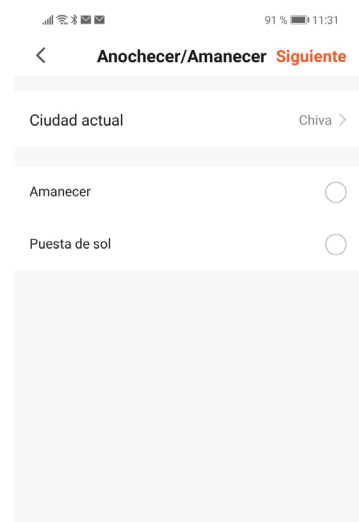 91 % 11:31
Anochecer/Amanecer Siguiente
Ciudad actual Chiva
Amanecer
Puesta de sol